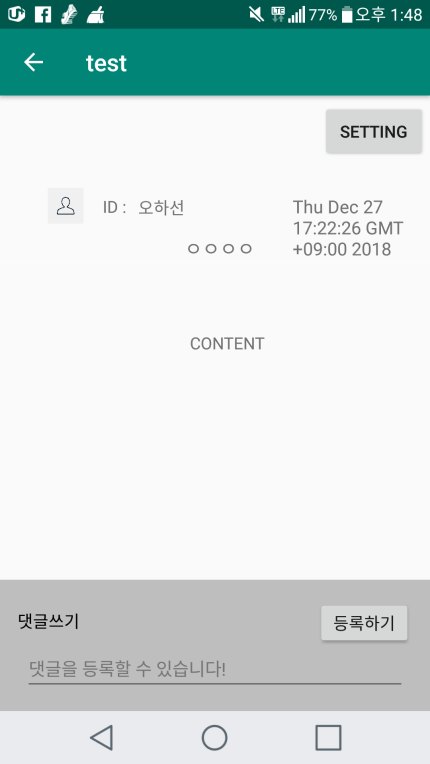 LTE 77% 오후 1:48
test
SETTING
ID : 오하선
Thu Dec 27
17:22:26 GMT
+09:00 2018
ㅇㅇㅇㅇ
CONTENT
댓글쓰기
등록하기
댓글을 등록할 수 있습니다!